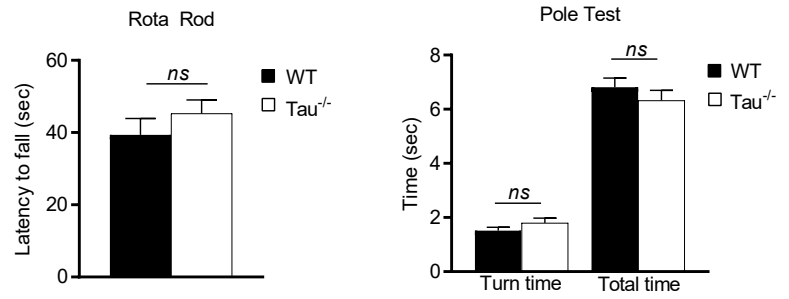 Rota Rod
Latency to fall (sec)
60
40
20
0
ns
WT
Tau-/-
Pole Test
Time (sec)
8
6
4
2
0
ns
ns
WT
Tau-/-
Turn time
Total time